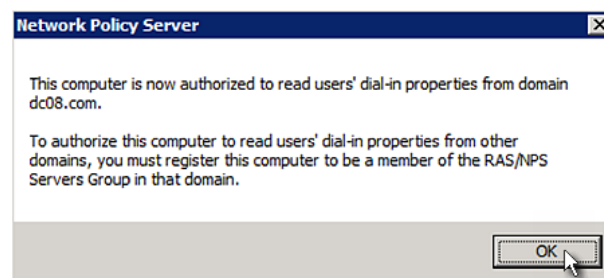 Network Policy Server
This computer is now authorized to read users' dial-in properties from domain
dc08.com.
To authorize this computer to read users' dial-in properties from other
domains, you must register this computer to be a member of the RAS/NPS
Servers Group in that domain.
OK